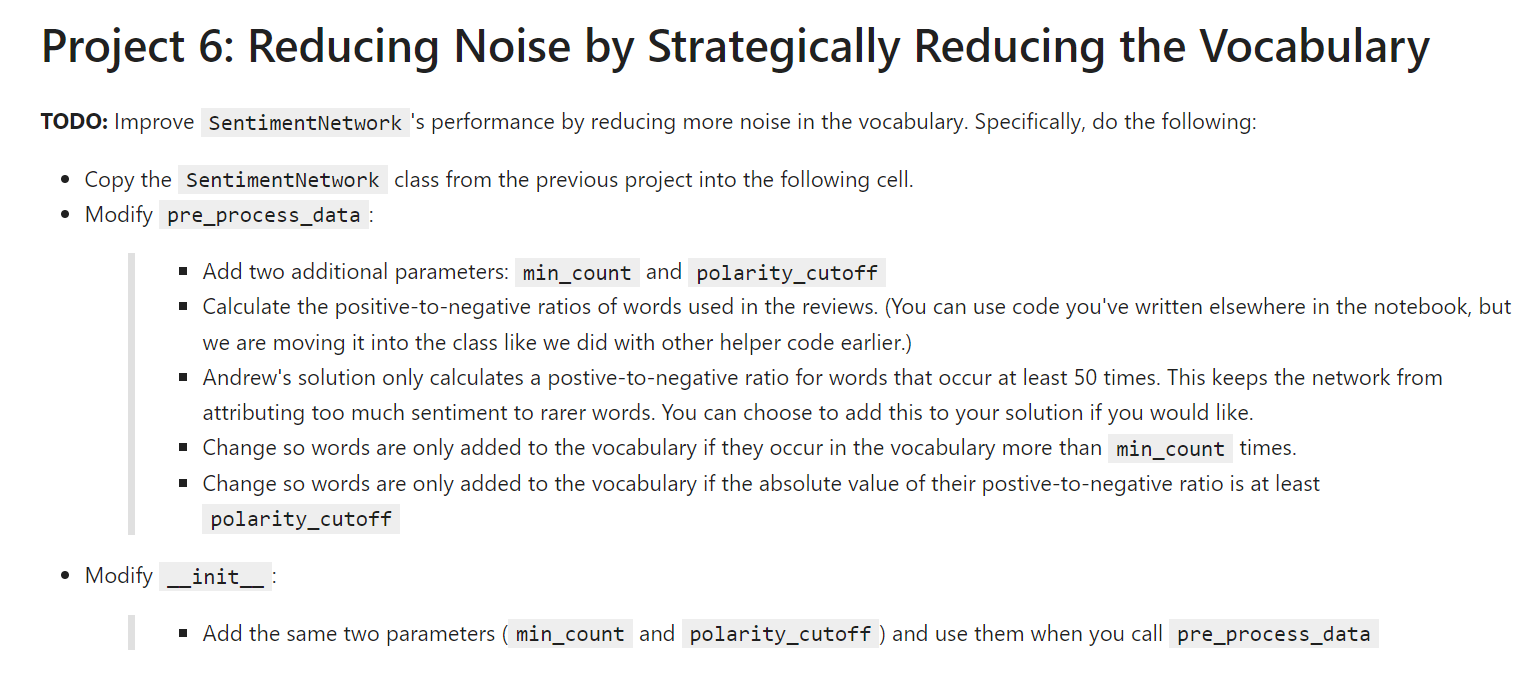 Project 6: Reducing Noise by Strategically Reducing the Vocabulary
TODO: Improve SentimentNetwork 's performance by reducing more noise in the vocabulary. Specifically, do the following:
• Copy the SentimentNetwork class from the previous project into the following cell.
• Modify pre_process_data :
▪ Add two additional parameters: min_count and polarity_cutoff
▪ Calculate the positive-to-negative ratios of words used in the reviews. (You can use code you've written elsewhere in the notebook, but
we are moving it into the class like we did with other helper code earlier.)
▪ Andrew's solution only calculates a postive-to-negative ratio for words that occur at least 50 times. This keeps the network from
attributing too much sentiment to rarer words. You can choose to add this to your solution if you would like.
▪ Change so words are only added to the vocabulary if they occur in the vocabulary more than min_count times.
▪ Change so words are only added to the vocabulary if the absolute value of their postive-to-negative ratio is at least
polarity_cutoff
• Modify __init__ :
▪ Add the same two parameters ( min_count and polarity_cutoff ) and use them when you call pre_process_data